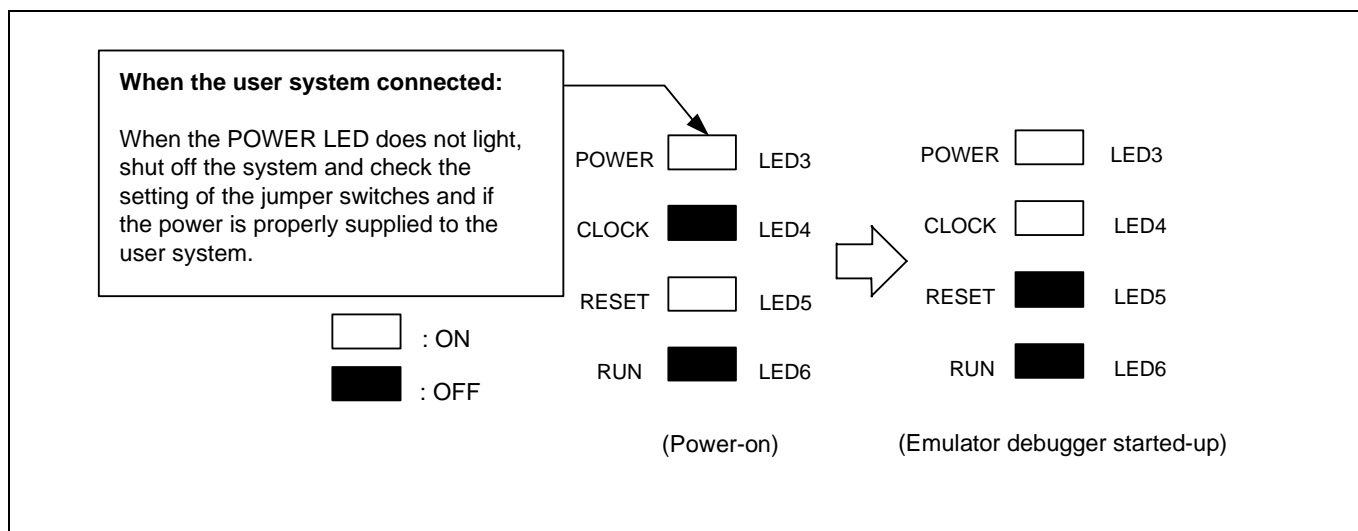 When the user system connected:
When the POWER LED does not light,
shut off the system and check the
setting of the jumper switches and if
the power is properly supplied to the
user system.
: ON
: OFF
POWER LED3
CLOCK LED4
RESET LED5
RUN LED6
(Power-on)
POWER LED3
CLOCK LED4
RESET LED5
RUN LED6
(Emulator debugger started-up)